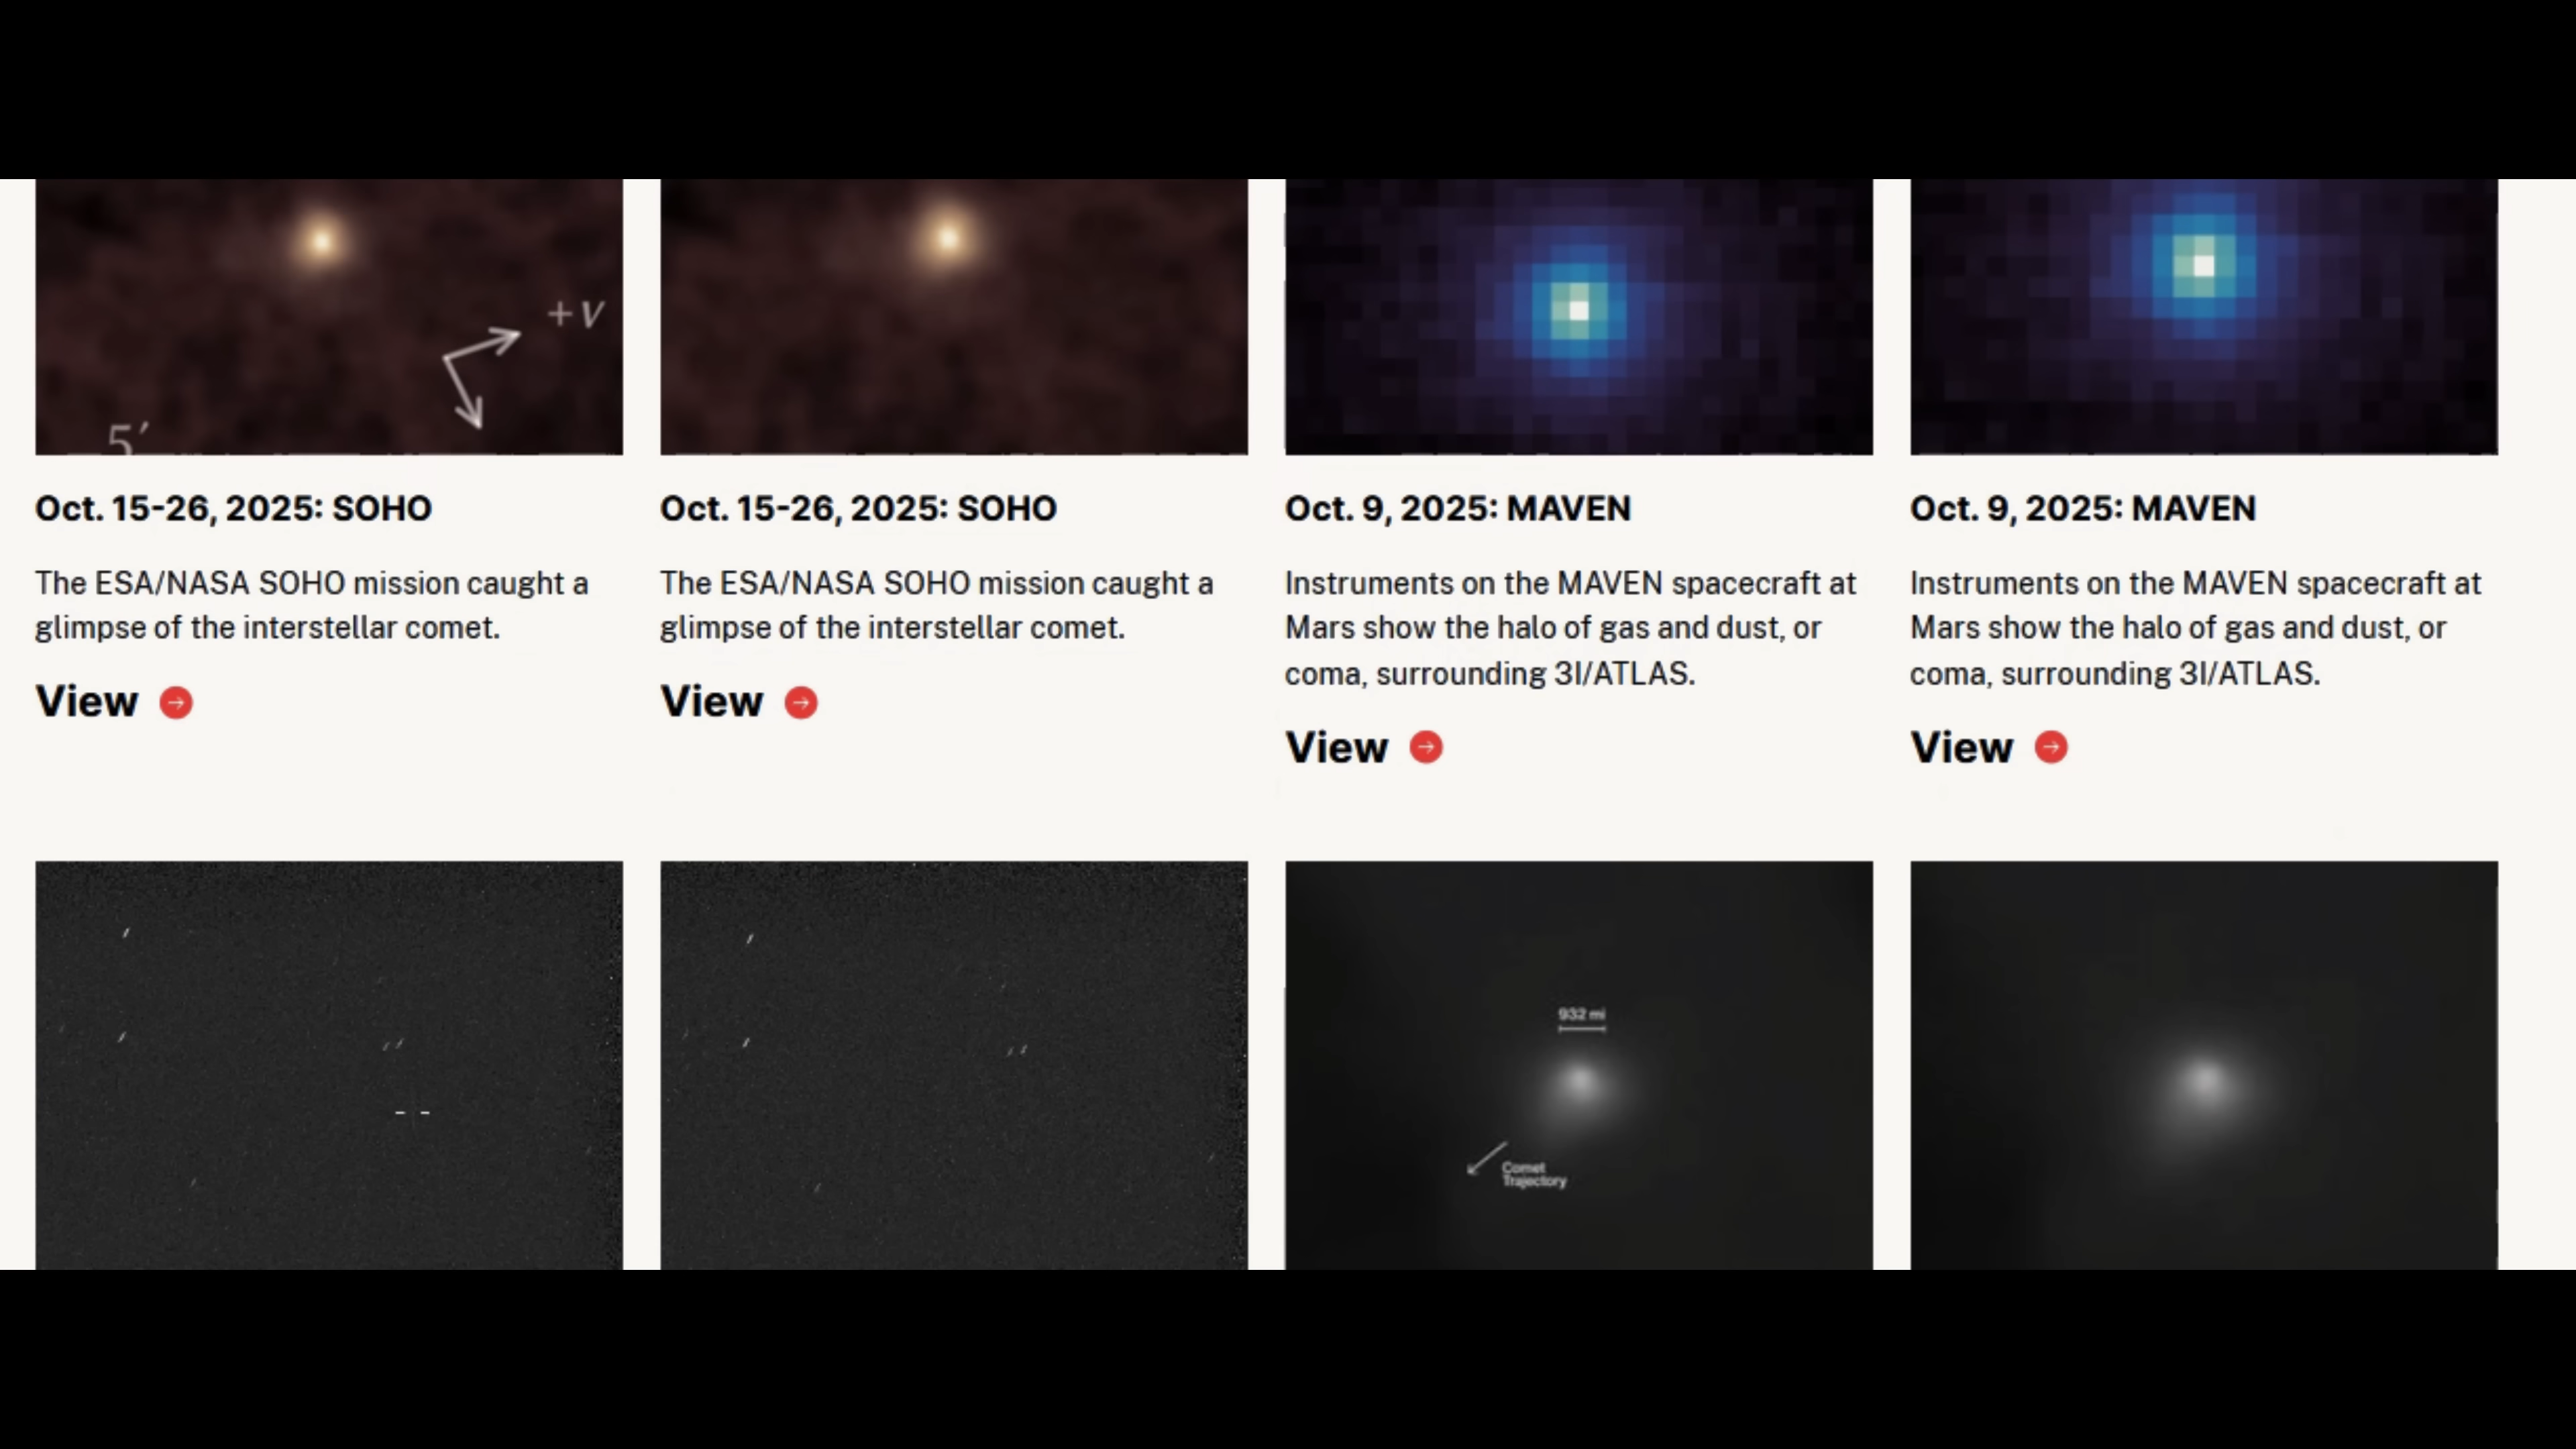 +v
5′
Oct. 15-26, 2025: SOHO
The ESA/NASA SOHO mission caught a
glimpse of the interstellar comet.
View
Oct. 15-26, 2025: SOHO
The ESA/NASA SOHO mission caught a
glimpse of the interstellar comet.
View
Oct. 9, 2025: MAVEN
Instruments on the MAVEN spacecraft at
Mars show the halo of gas and dust, or
coma, surrounding 3I/ATLAS.
View
Oct. 9, 2025: MAVEN
Instruments on the MAVEN spacecraft at
Mars show the halo of gas and dust, or
coma, surrounding 3I/ATLAS.
View
932 mi
Comet
Trajectory